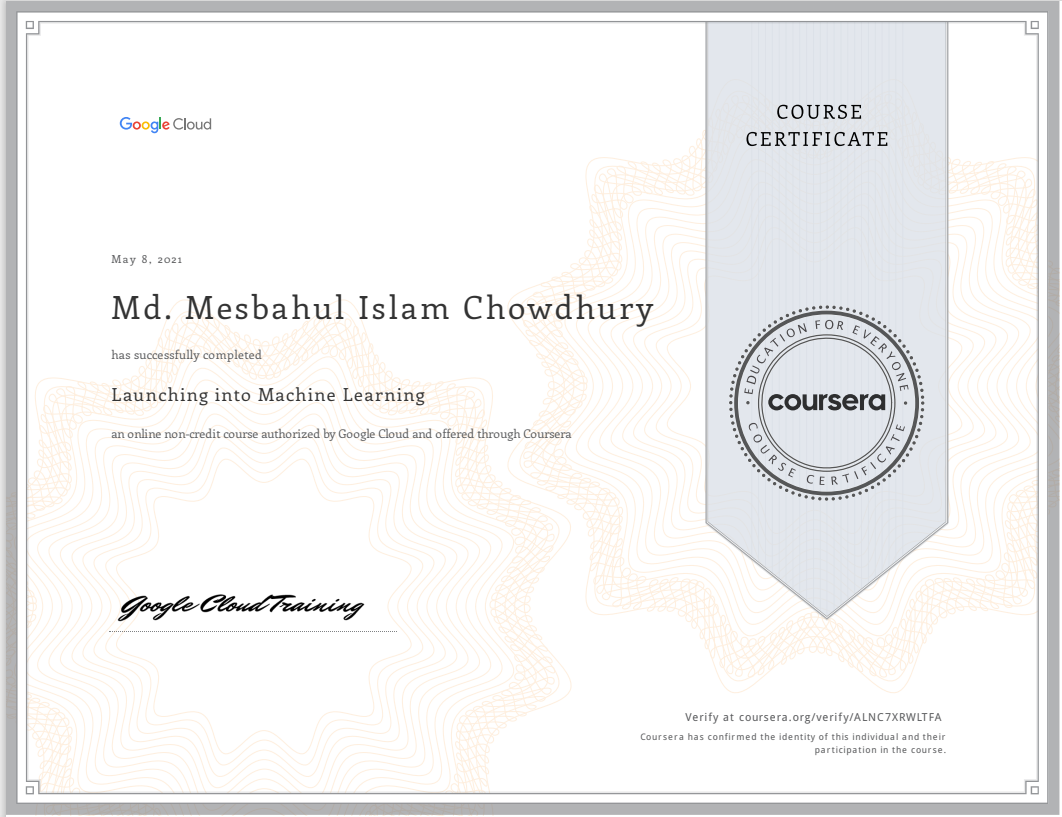 Google Cloud
COURSE
CERTIFICATE
May 8, 2021
Md. Mesbahul Islam Chowdhury
has successfully completed
Launching into Machine Learning
an online non-credit course authorized by Google Cloud and offered through Coursera
EDUCATION FOR EVERYONE
coursera
COURSE CERTIFICATE
Google Cloud Training
Verify at coursera.org/verify/ALNC7XRWLTFA
Coursera has confirmed the identity of this individual and their
participation in the course.